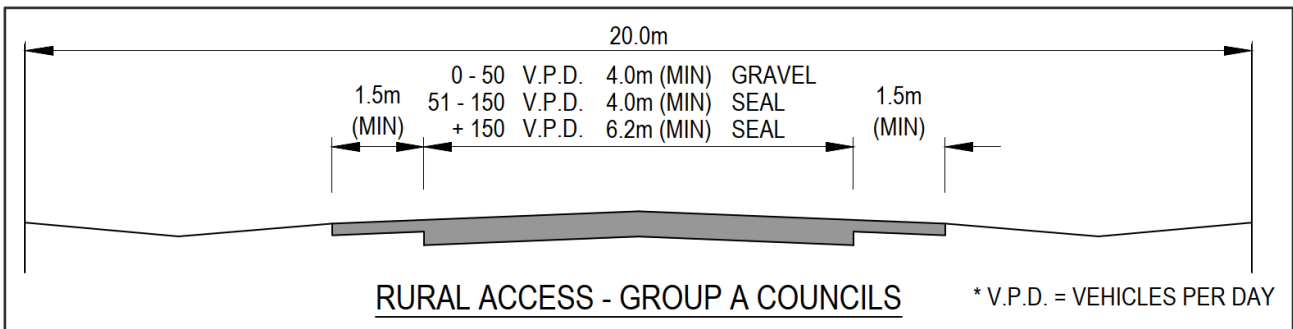 20.0m
0 - 50 V.P.D. 4.0m (MIN) GRAVEL
51 - 150 V.P.D. 4.0m (MIN) SEAL
+ 150 V.P.D. 6.2m (MIN) SEAL
1.5m
(MIN)
1.5m
(MIN)
RURAL ACCESS - GROUP A COUNCILS
* V.P.D. = VEHICLES PER DAY